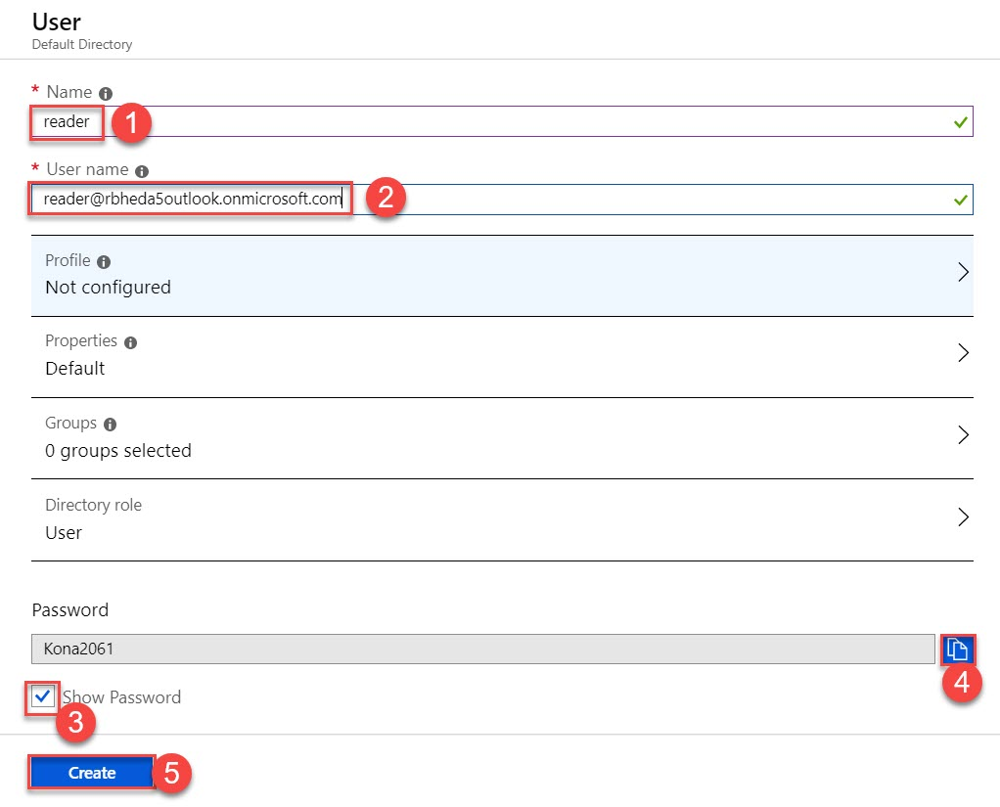 User
Default Directory
* Name
reader
1
* User name
reader@rbheda5outlook.onmicrosoft.com
2
Profile
Not configured
Properties
Default
Groups
0 groups selected
Directory role
User
Password
Kona2061
4
Show Password
3
Create
5